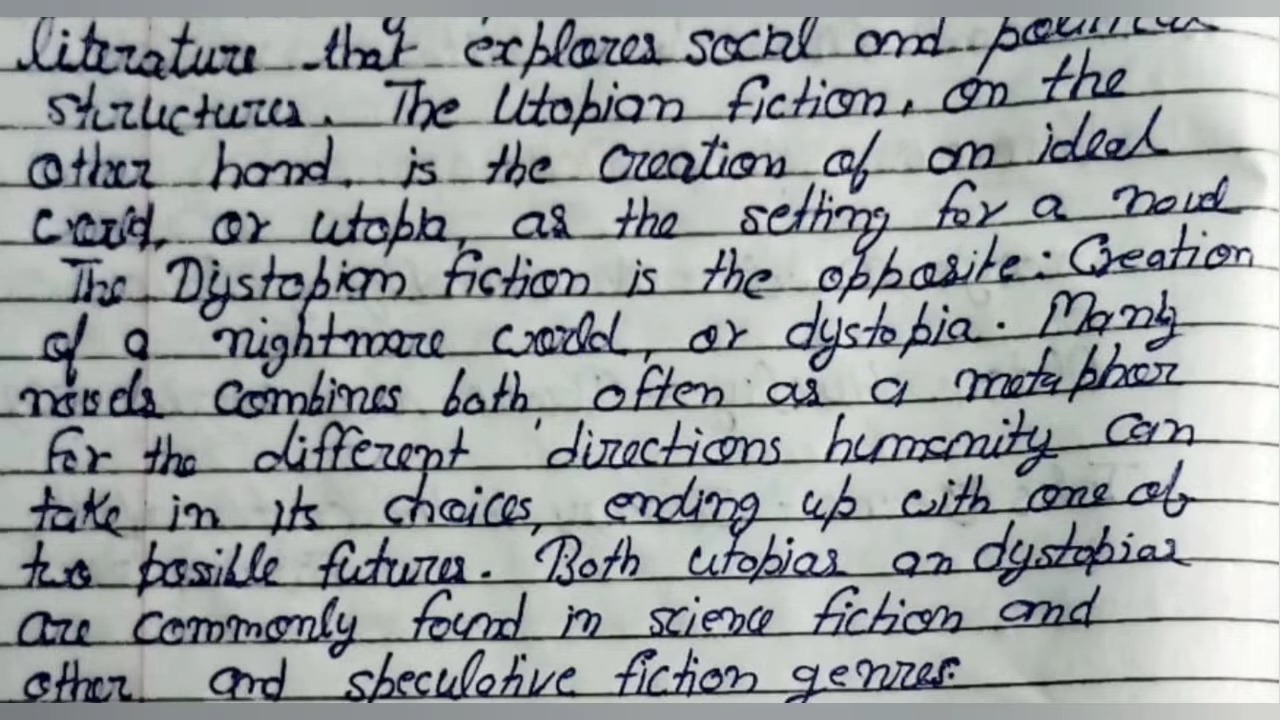 literature that explores social and political
structures. The Utopian fiction, on the
other hand, is the creation of an ideal
world, or utopia, as the setting for a novel
The Dystopian fiction is the opposite: Creation
of a nightmare world, or dystopia. Many
novels combines both, often as a metaphor
for the different directions humanity can
take in its choices, ending up with one of
two possible futures. Both utopias an dystopias
are commonly found in science fiction and
other and speculative fiction genres.